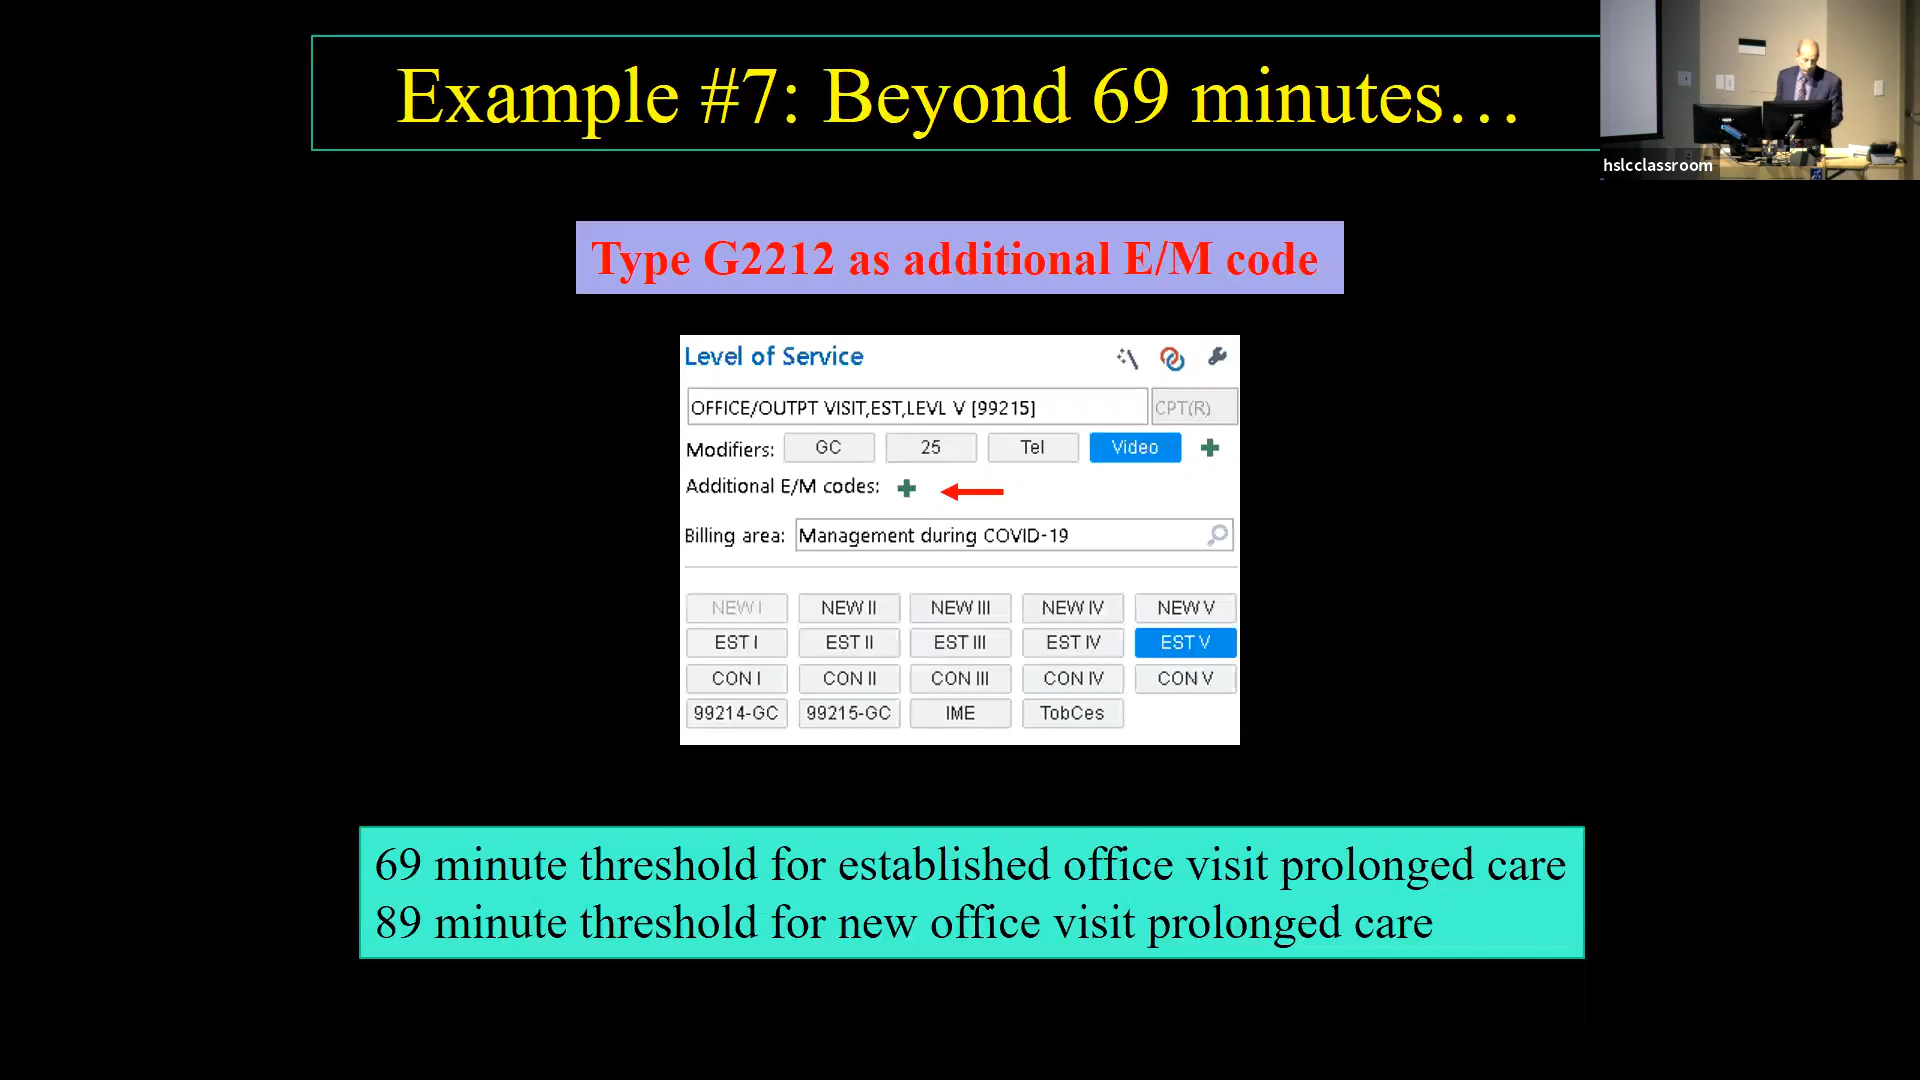 Example #7: Beyond 69 minutes…
hslcclassroom
Type G2212 as additional E/M code
Level of Service
OFFICE/OUTPT VISIT,EST,LEVL V [99215] CPT(R)
Modifiers: GC 25 Tel Video
Additional E/M codes:
Billing area: Management during COVID-19
NEW I NEW II NEW III NEW IV NEW V
EST I EST II EST III EST IV EST V
CON I CON II CON III CON IV CON V
99214-GC 99215-GC IME TobCes
69 minute threshold for established office visit prolonged care
89 minute threshold for new office visit prolonged care